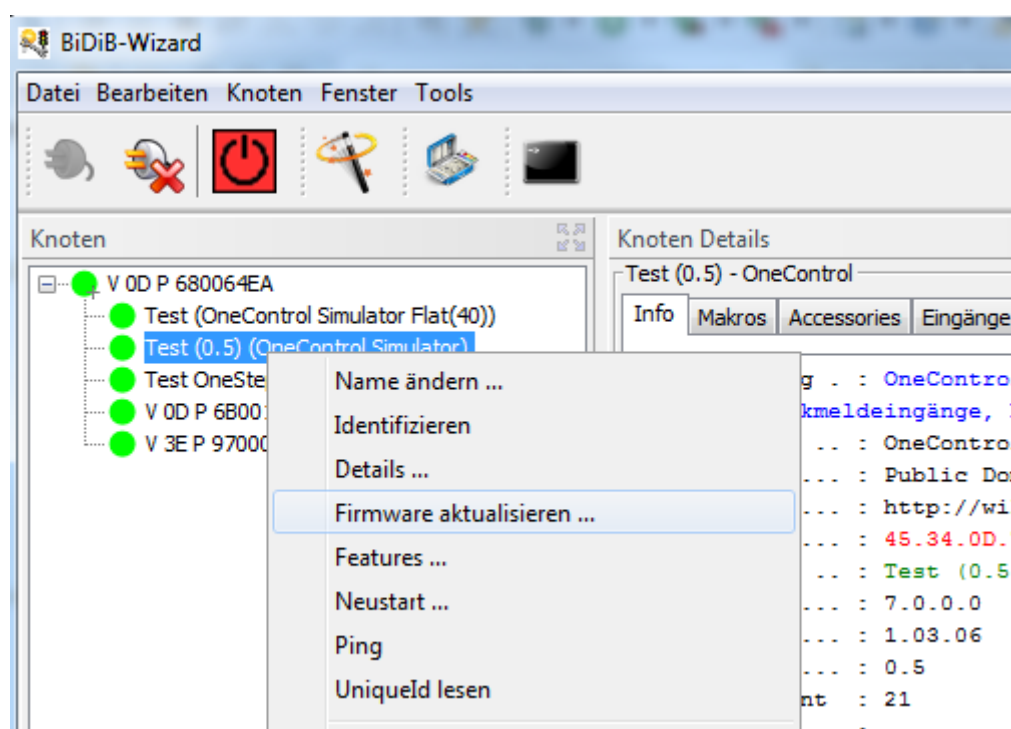 BiDiB-Wizard
Datei Bearbeiten Knoten Fenster Tools
Knoten
V 0D P 680064EA
Test (OneControl Simulator Flat(40))
Test (0.5) (OneControl Simulator)
Test OneSte
V 0D P 6B00
V 3E P 97000
Name ändern ...
Identifizieren
Details ...
Firmware aktualisieren ...
Features ...
Neustart ...
Ping
UniqueId lesen
Knoten Details
Test (0.5) - OneControl
Info Makros Accessories Eingänge
g . : OneContro
kmeldeingänge,
.. : OneContro
... : Public Do
... : http://wi
... : 45.34.0D.
.. : Test (0.5
... : 7.0.0.0
... : 1.03.06
... : 0.5
nt : 21